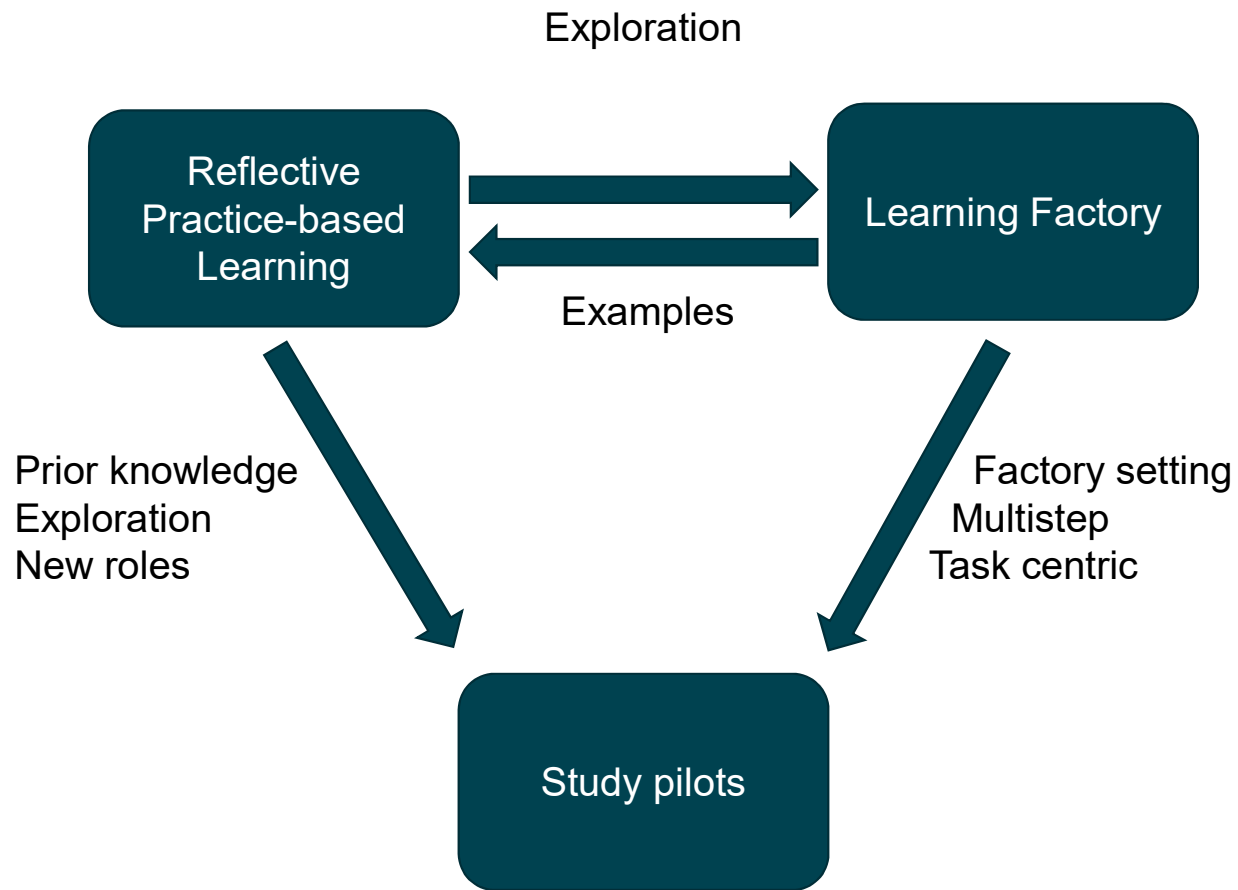 Exploration
Reflective
Practice-based
Learning
Learning Factory
Examples
Prior knowledge
Exploration
New roles
Factory setting
Multistep
Task centric
Study pilots